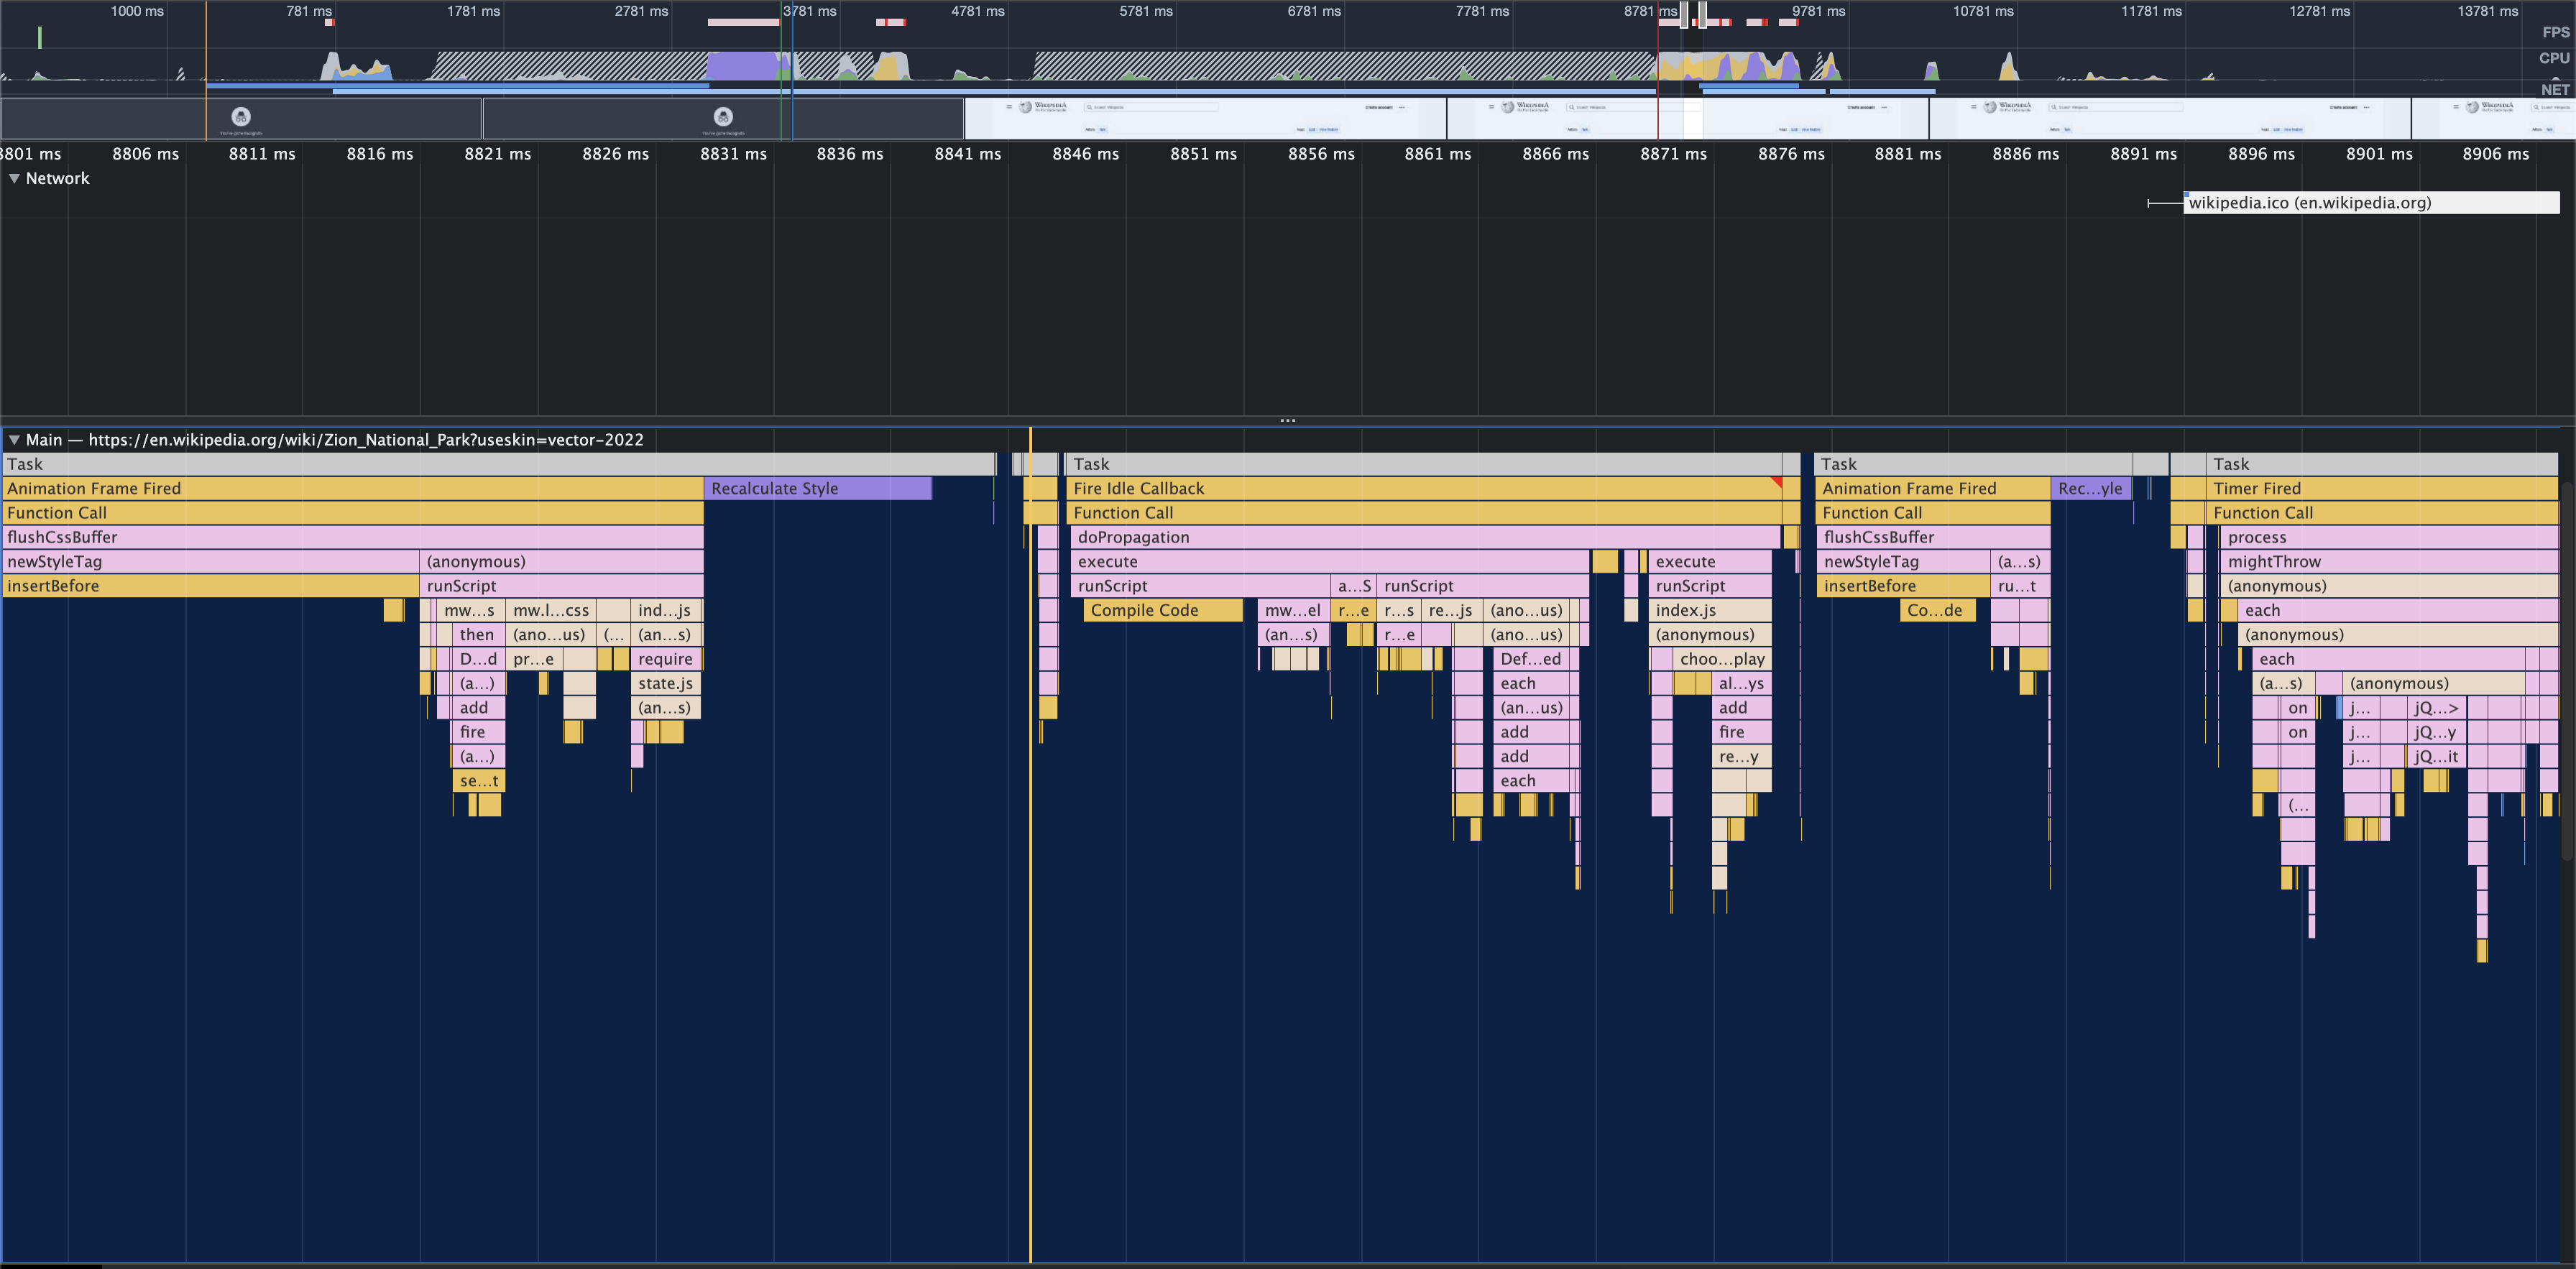 1000 ms 781 ms 1781 ms 2781 ms 3781 ms 4781 ms 5781 ms 6781 ms 7781 ms 8781 ms 9781 ms 10781 ms 11781 ms 12781 ms 13781 ms
FPS
CPU
NET
8801 ms 8806 ms 8811 ms 8816 ms 8821 ms 8826 ms 8831 ms 8836 ms 8841 ms 8846 ms 8851 ms 8856 ms 8861 ms 8866 ms 8871 ms 8876 ms 8881 ms 8886 ms 8891 ms 8896 ms 8901 ms 8906 ms
▼ Network
wikipedia.ico (en.wikipedia.org)
...
▼ Main — https://en.wikipedia.org/wiki/Zion_National_Park?useskin=vector-2022
Task Task Task Task
Animation Frame Fired Recalculate Style Fire Idle Callback Animation Frame Fired Rec…yle Timer Fired
Function Call Function Call Function Call Function Call
flushCssBuffer doPropagation flushCssBuffer process
newStyleTag (anonymous) execute execute newStyleTag (a…s) mightThrow
insertBefore runScript runScript a…S runScript runScript insertBefore ru…t (anonymous)
mw…s mw.l…css ind…js Compile Code mw…el r…e r…s re…js (ano…us) index.js Co…de each
then (ano…us) (… (an…s) (an…s) r…e (ano…us) (anonymous) (anonymous)
D…d pr…e require Def…ed choo…play each
(a…) state.js each al…ys (a…s) (anonymous)
add (an…s) (an…us) add on j… jQ…>
fire add fire on j… jQ…y
(a…) add re…y j… jQ…it
se…t each
(…